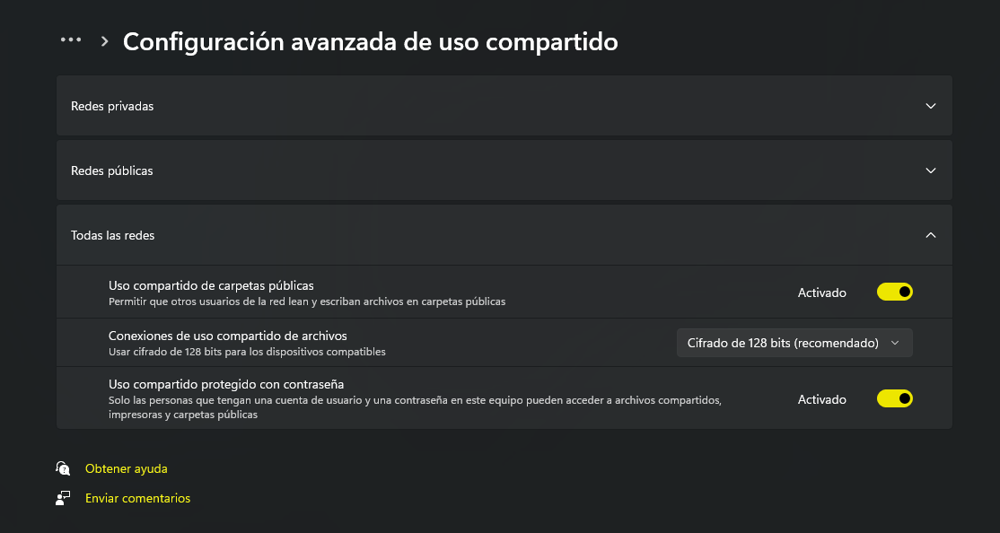 Configuración avanzada de uso compartido
Redes privadas
Redes públicas
Todas las redes
Uso compartido de carpetas públicas
Permitir que otros usuarios de la red lean y escriban archivos en carpetas públicas
Activado
Conexiones de uso compartido de archivos
Usar cifrado de 128 bits para los dispositivos compatibles
Cifrado de 128 bits (recomendado)
Uso compartido protegido con contraseña
Solo las personas que tengan una cuenta de usuario y una contraseña en este equipo pueden acceder a archivos compartidos,
impresoras y carpetas públicas
Activado
Obtener ayuda
Enviar comentarios